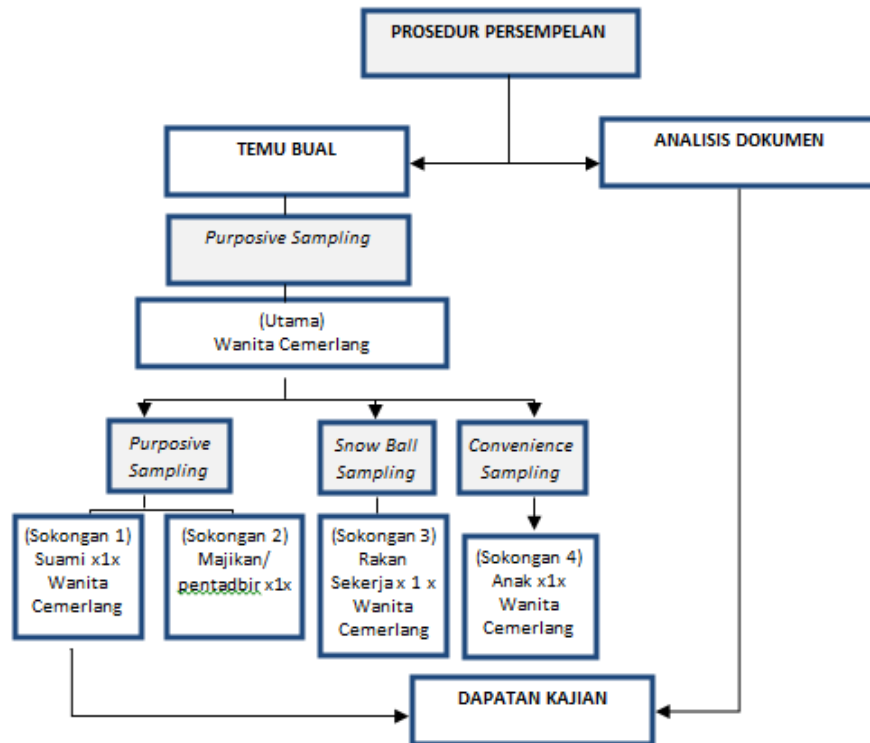 PROSEDUR PERSEMPELAN
TEMU BUAL
ANALISIS DOKUMEN
Purposive Sampling
(Utama)
Wanita Cemerlang
Purposive
Sampling
Snow Ball
Sampling
Convenience
Sampling
(Sokongan 1)
Suami x1x
Wanita
Cemerlang
(Sokongan 2)
Majikan/
pentadbir x1x
(Sokongan 3)
Rakan
Sekerja x 1 x
Wanita
Cemerlang
(Sokongan 4)
Anak x1x
Wanita
Cemerlang
DAPATAN KAJIAN